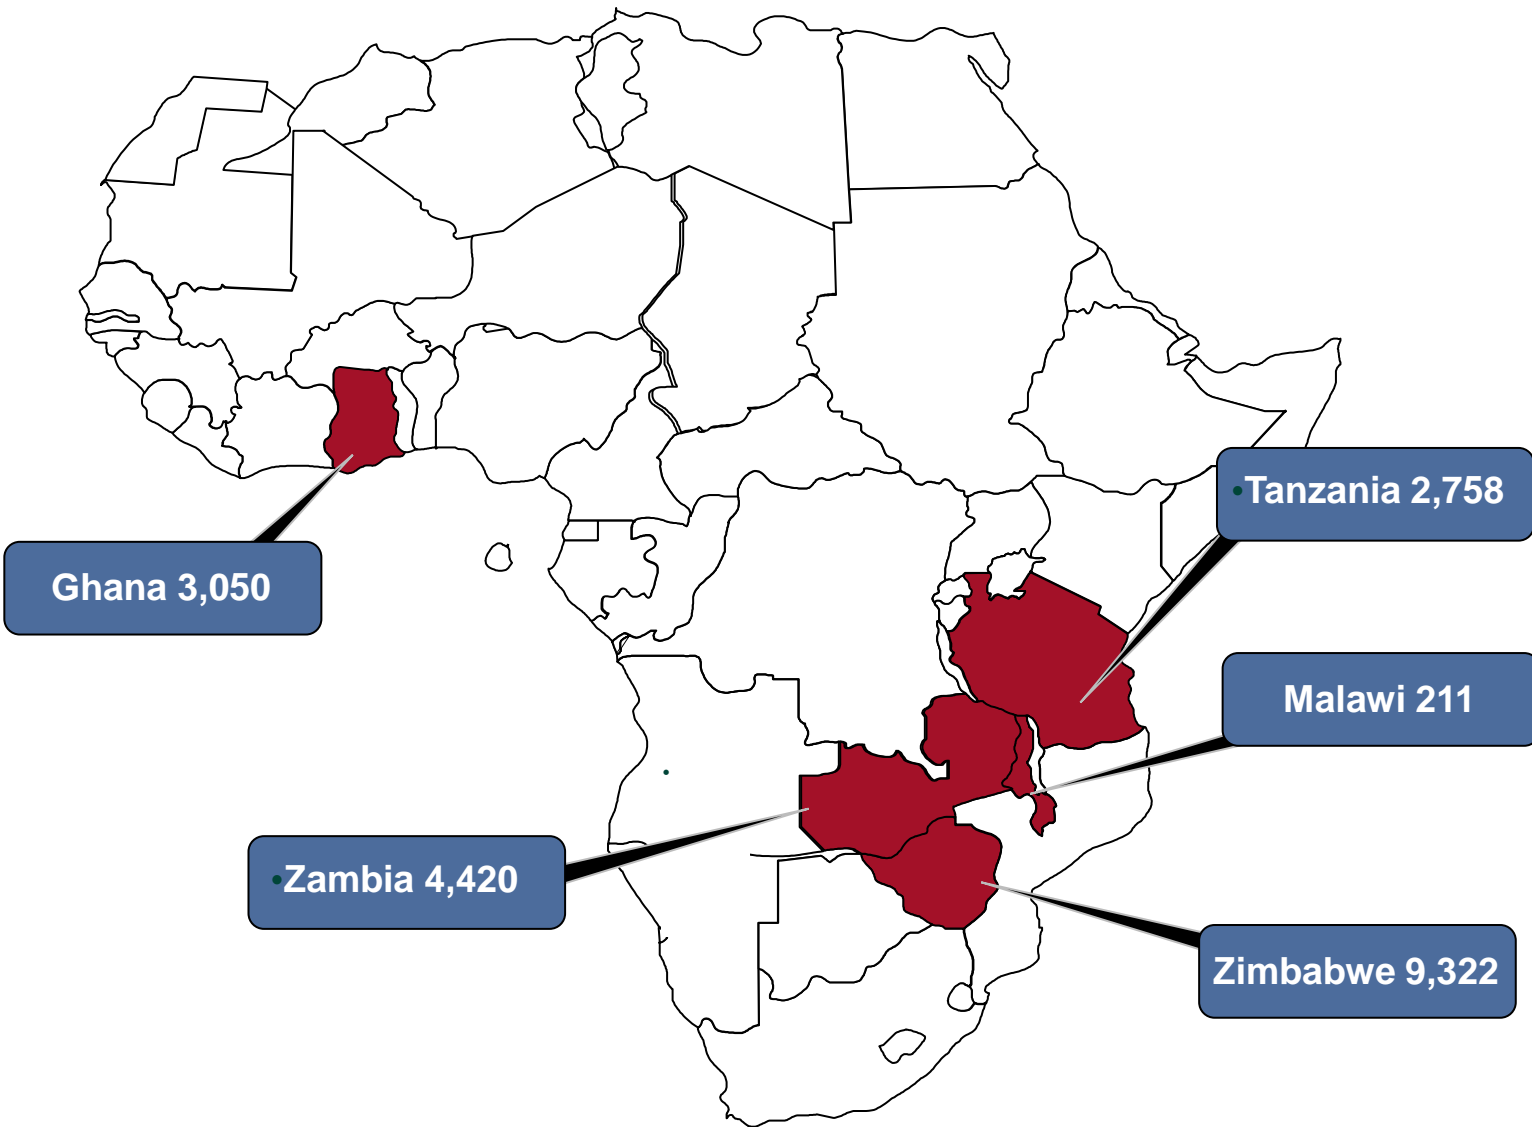 •Tanzania 2,758
Ghana 3,050
Malawi 211
•Zambia 4,420
Zimbabwe 9,322